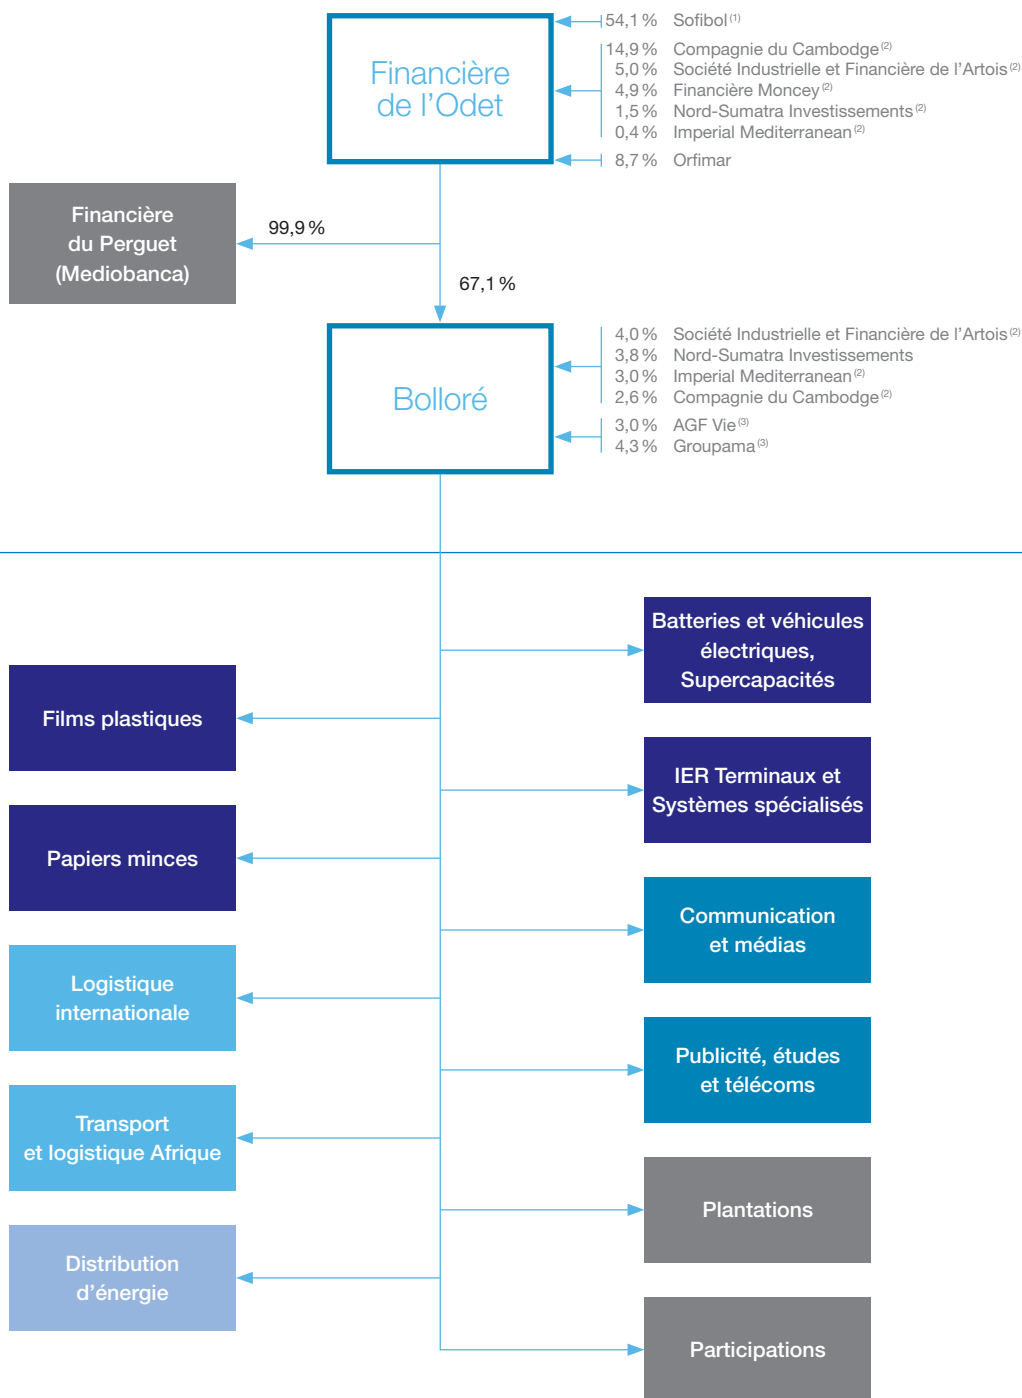 Financière
de l’Odet
54,1 % Sofibol (1)
14,9 % Compagnie du Cambodge (2)
5,0 % Société Industrielle et Financière de l’Artois (2)
4,9 % Financière Moncey (2)
1,5 % Nord-Sumatra Investissements (2)
0,4 % Imperial Mediterranean (2)
8,7 % Orfimar
Financière
du Perguet
(Mediobanca)
99,9 %
67,1 %
Bolloré
4,0 % Société Industrielle et Financière de l’Artois (2)
3,8 % Nord-Sumatra Investissements
3,0 % Imperial Mediterranean (2)
2,6 % Compagnie du Cambodge (2)
3,0 % AGF Vie (3)
4,3 % Groupama (3)
Batteries et véhicules
électriques,
Supercapacités
Films plastiques
IER Terminaux et
Systèmes spécialisés
Papiers minces
Communication
et médias
Logistique
internationale
Publicité, études
et télécoms
Transport
et logistique Afrique
Plantations
Distribution
d’énergie
Participations